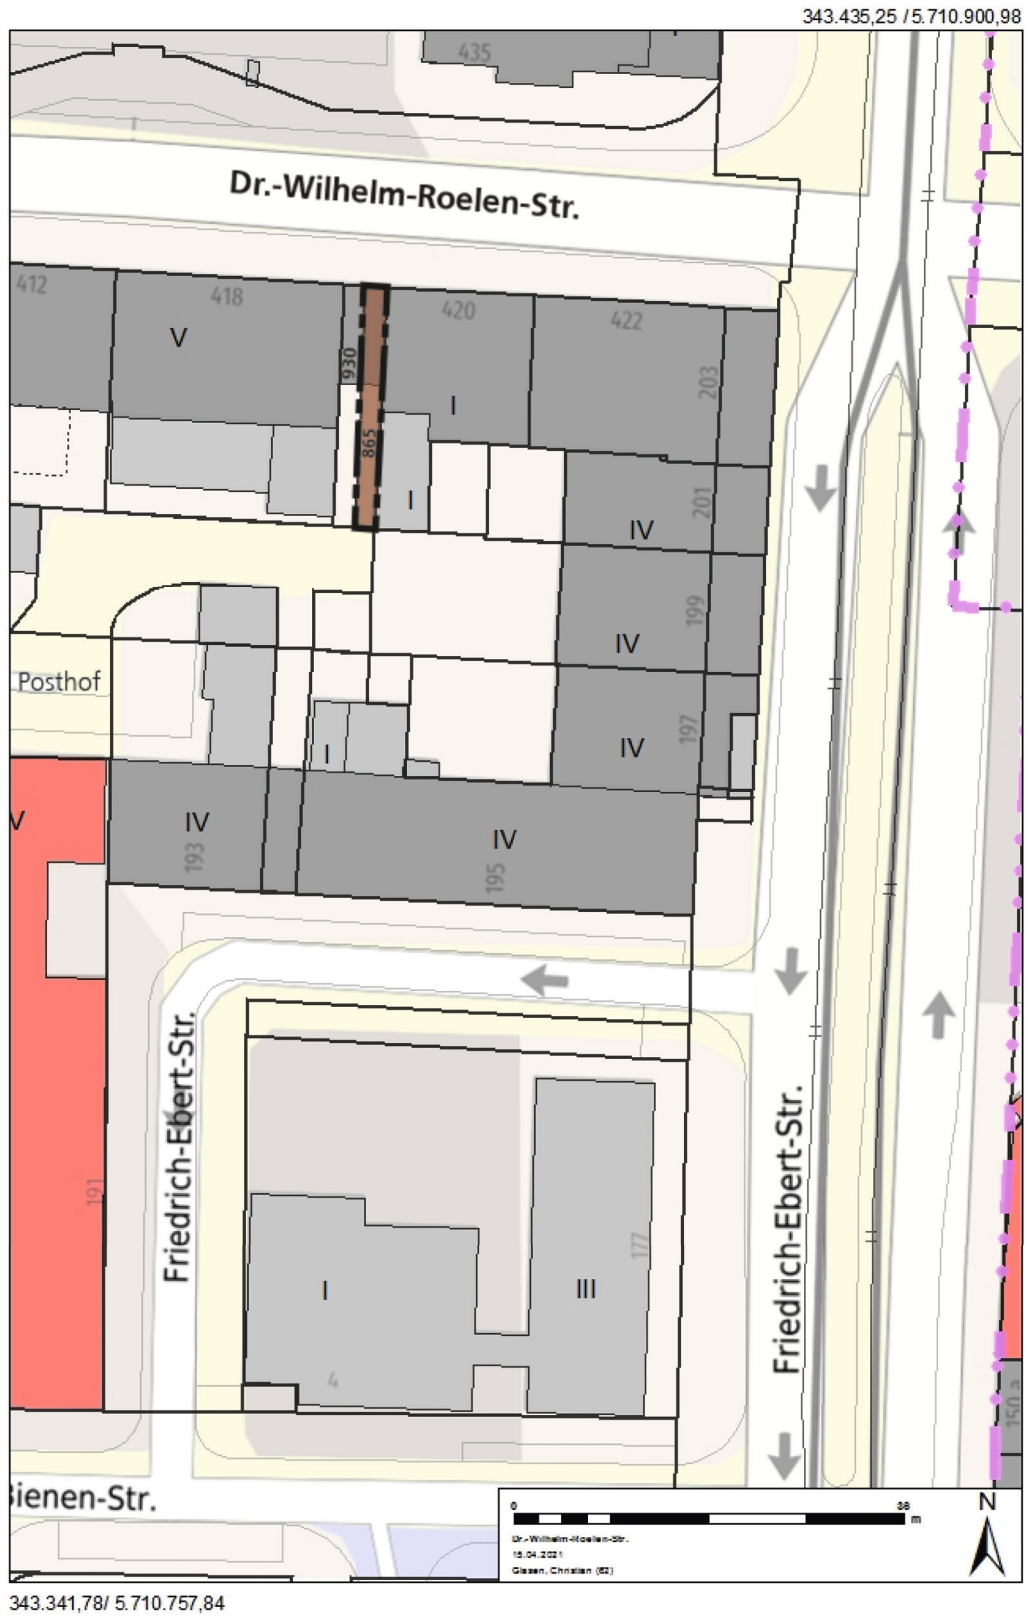 343.435,25 / 5.710.900,98
435
Dr.-Wilhelm-Roelen-Str.
412
418
420
422
V
930
203
I
865
I
201
IV
199
IV
Posthof
197
I
IV
V
IV
193
IV
195
Friedrich-Ebert-Str.
Friedrich-Ebert-Str.
191
177
I
III
4
150 a
Bienen-Str.
N
0
36
m
Dr.-Wilhelm-Roelen-Str.
15.04.2021
Giesen, Christian (62)
343.341,78/ 5.710.757,84